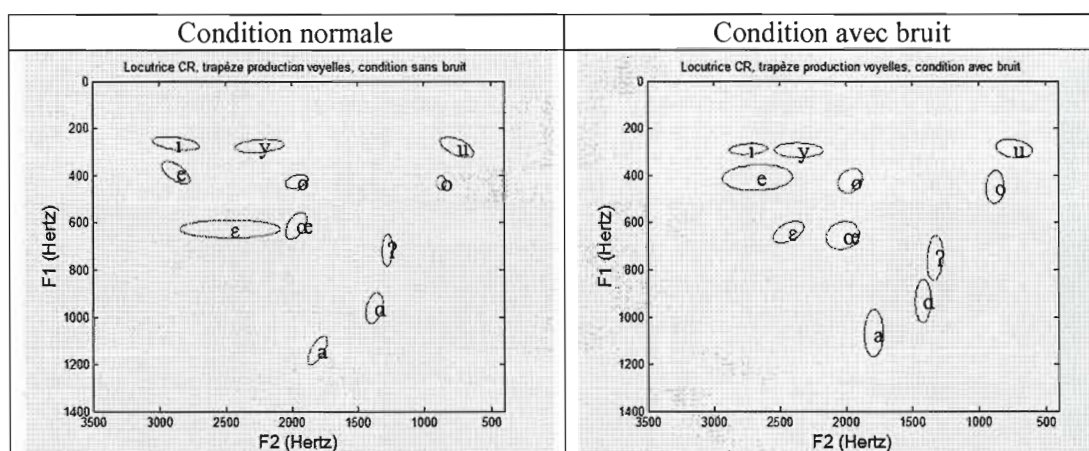 Condition normale
Condition avec bruit
Locutrice CR, trapèze production voyelles, condition sans bruit
0
200
400
600
800
1000
1200
1400
F1 (Hertz)
ı
y
u
e
ø
o
ɛ
œ
ʔ
ɑ
a
3500
3000
2500
2000
1500
1000
500
F2 (Hertz)
Locutrice CR, trapèze production voyelles, condition avec bruit
0
200
400
600
800
1000
1200
1400
F1 (Hertz)
ı
y
u
e
ø
o
ɛ
œ
ʔ
ɑ
a
3500
3000
2500
2000
1500
1000
500
F2 (Hertz)